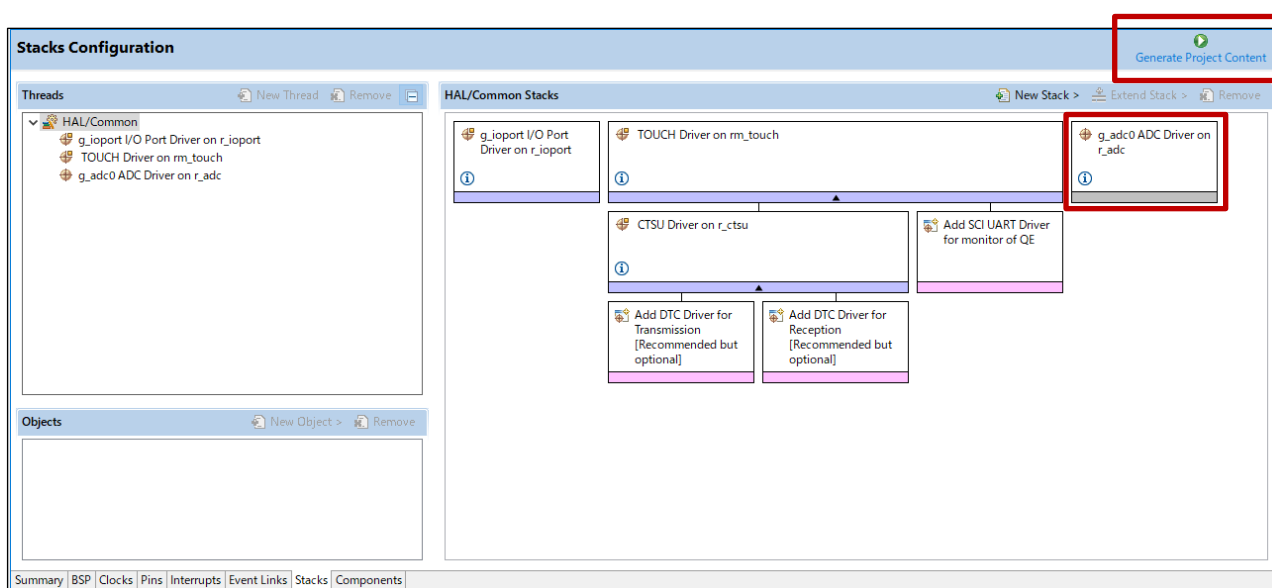 Stacks Configuration
Generate Project Content
Threads
New Thread
Remove
HAL/Common Stacks
New Stack >
Extend Stack >
Remove
HAL/Common
g_ioport I/O Port Driver on r_ioport
TOUCH Driver on rm_touch
g_adc0 ADC Driver on r_adc
g_ioport I/O Port
Driver on r_ioport
TOUCH Driver on rm_touch
g_adc0 ADC Driver on
r_adc
CTSU Driver on r_ctsu
Add SCI UART Driver
for monitor of QE
Add DTC Driver for
Transmission
[Recommended but
optional]
Add DTC Driver for
Reception
[Recommended but
optional]
Objects
New Object >
Remove
Summary
BSP
Clocks
Pins
Interrupts
Event Links
Stacks
Components